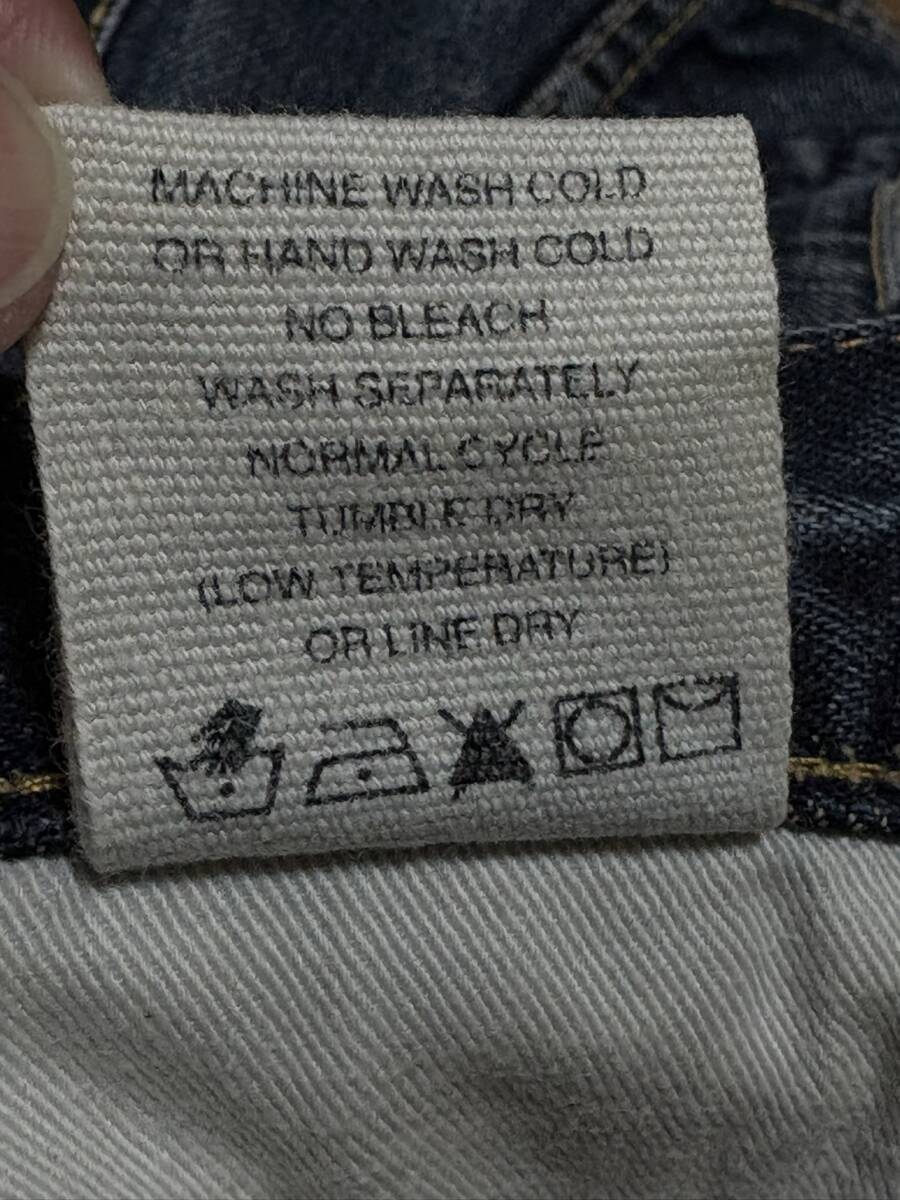 MACHINE WASH COLD
OR HAND WASH COLD
NO BLEACH
WASH SEPARATELY
NORMAL CYCLE
TUMBLE DRY
(LOW TEMPERATURE)
OR LINE DRY